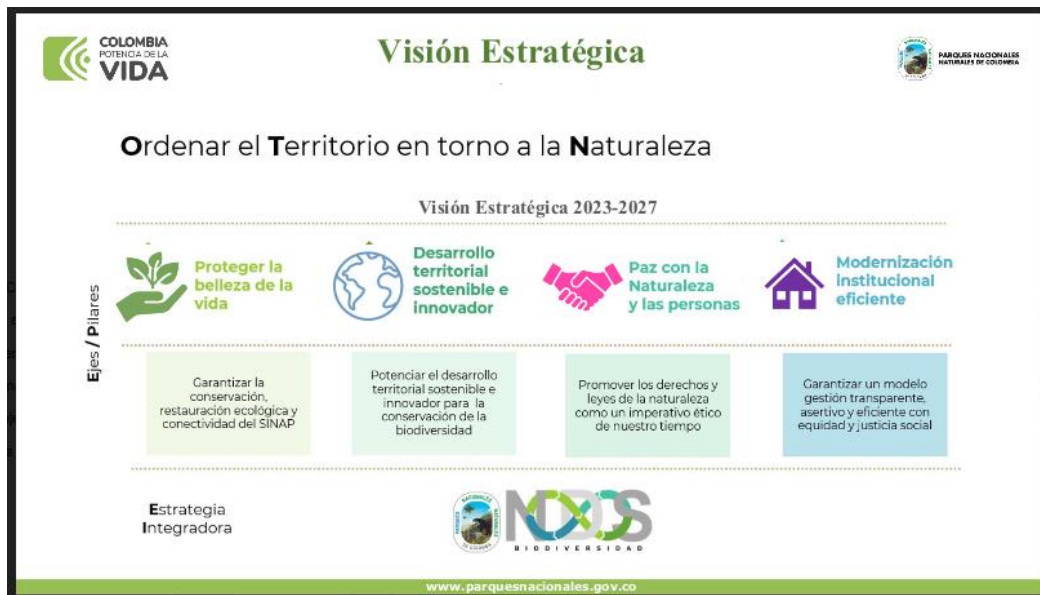 COLOMBIA
POTENCIA DE LA
VIDA
Visión Estratégica
PARQUES NACIONALES
NATURALES DE COLOMBIA
Ordenar el Territorio en torno a la Naturaleza
Visión Estratégica 2023-2027
Ejes / Pilares
Proteger la
belleza de la
vida
Desarrollo
territorial
sostenible e
innovador
Paz con la
Naturaleza
y las personas
Modernización
institucional
eficiente
Garantizar la
conservación,
restauración ecológica y
conectividad del SINAP
Potenciar el desarrollo
territorial sostenible e
innovador para la
conservación de la
biodiversidad
Promover los derechos y
leyes de la naturaleza
como un imperativo ético
de nuestro tiempo
Garantizar un modelo
gestión transparente,
asertivo y eficiente con
equidad y justicia social
Estrategia
Integradora
NODOS
BIODIVERSIDAD
www.parquesnacionales.gov.co